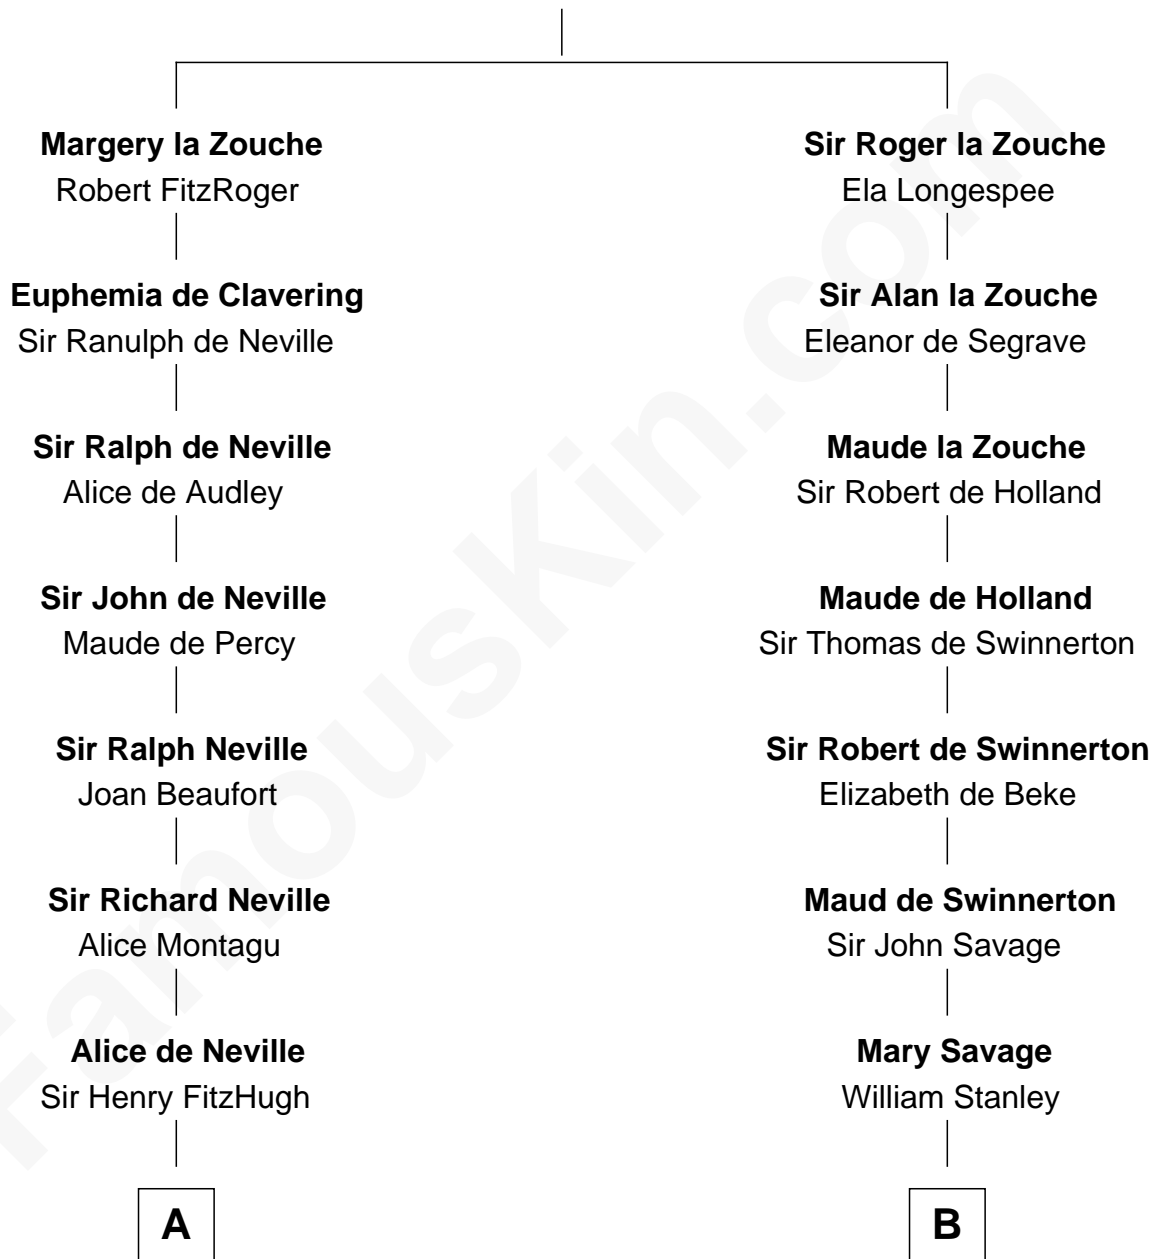 Margery la Zouche
Robert FitzRoger
Sir Roger la Zouche
Ela Longespee
Euphemia de Clavering
Sir Ranulph de Neville
Sir Alan la Zouche
Eleanor de Segrave
Sir Ralph de Neville
Alice de Audley
Maude la Zouche
Sir Robert de Holland
Sir John de Neville
Maude de Percy
Maude de Holland
Sir Thomas de Swinnerton
Sir Ralph Neville
Joan Beaufort
Sir Robert de Swinnerton
Elizabeth de Beke
Sir Richard Neville
Alice Montagu
Maud de Swinnerton
Sir John Savage
Alice de Neville
Sir Henry FitzHugh
Mary Savage
William Stanley
A
B
FamousKin.com